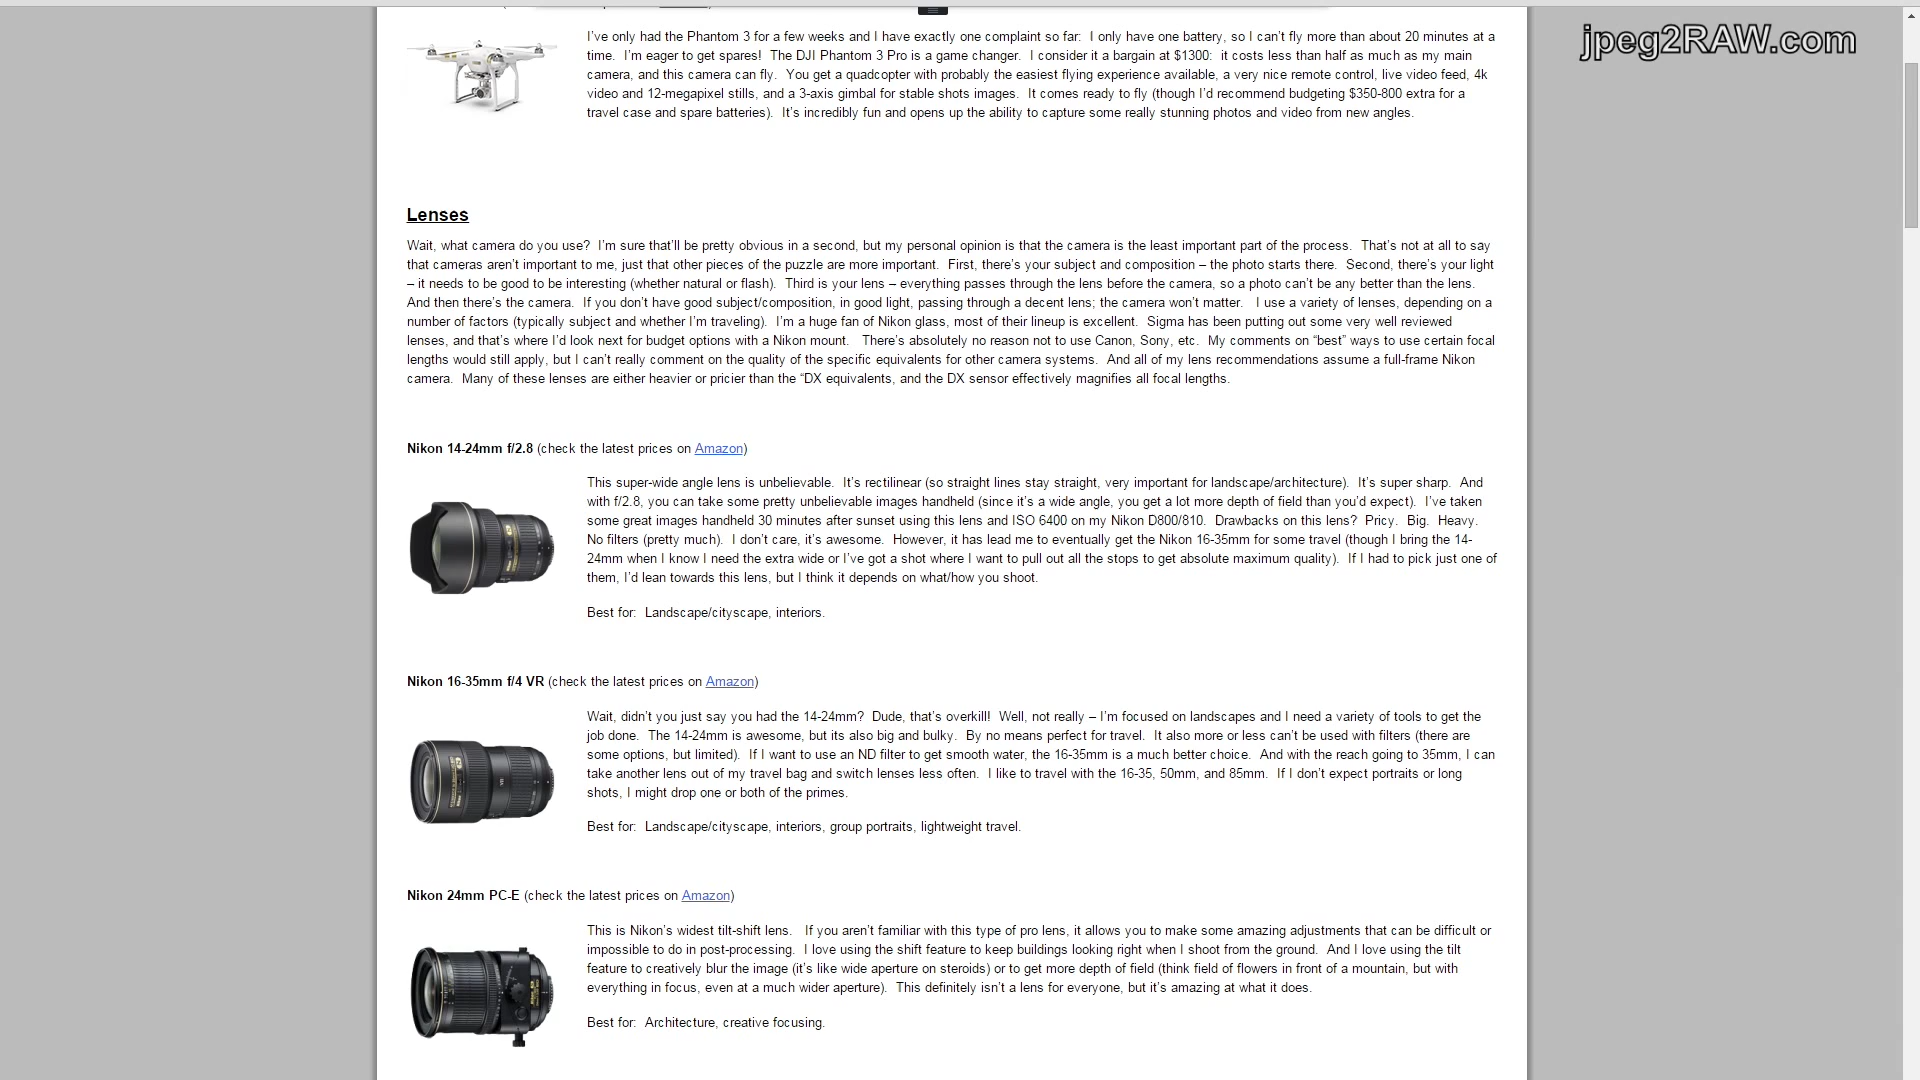 jpeg2RAW.com
I’ve only had the Phantom 3 for a few weeks and I have exactly one complaint so far:  I only have one battery, so I can’t fly more than about 20 minutes at a
time.  I’m eager to get spares!  The DJI Phantom 3 Pro is a game changer.  I consider it a bargain at $1300:  it costs less than half as much as my main
camera, and this camera can fly.  You get a quadcopter with probably the easiest flying experience available, a very nice remote control, live video feed, 4k
video and 12-megapixel stills, and a 3-axis gimbal for stable shots images.  It comes ready to fly (though I’d recommend budgeting $350-800 extra for a
travel case and spare batteries).  It’s incredibly fun and opens up the ability to capture some really stunning photos and video from new angles.
Lenses
Wait, what camera do you use?  I’m sure that’ll be pretty obvious in a second, but my personal opinion is that the camera is the least important part of the process.  That’s not at all to say
that cameras aren’t important to me, just that other pieces of the puzzle are more important.  First, there’s your subject and composition – the photo starts there.  Second, there’s your light
– it needs to be good to be interesting (whether natural or flash).  Third is your lens – everything passes through the lens before the camera, so a photo can’t be any better than the lens.
And then there’s the camera.  If you don’t have good subject/composition, in good light, passing through a decent lens; the camera won’t matter.   I use a variety of lenses, depending on a
number of factors (typically subject and whether I’m traveling).  I’m a huge fan of Nikon glass, most of their lineup is excellent.  Sigma has been putting out some very well reviewed
lenses, and that’s where I’d look next for budget options with a Nikon mount.   There’s absolutely no reason not to use Canon, Sony, etc.  My comments on “best” ways to use certain focal
lengths would still apply, but I can’t really comment on the quality of the specific equivalents for other camera systems.  And all of my lens recommendations assume a full-frame Nikon
camera.  Many of these lenses are either heavier or pricier than the “DX equivalents, and the DX sensor effectively magnifies all focal lengths.
Nikon 14-24mm f/2.8 (check the latest prices on Amazon)
This super-wide angle lens is unbelievable.  It’s rectilinear (so straight lines stay straight, very important for landscape/architecture).  It’s super sharp.  And
with f/2.8, you can take some pretty unbelievable images handheld (since it’s a wide angle, you get a lot more depth of field than you’d expect).  I’ve taken
some great images handheld 30 minutes after sunset using this lens and ISO 6400 on my Nikon D800/810.  Drawbacks on this lens?  Pricy.  Big.  Heavy.
No filters (pretty much).  I don’t care, it’s awesome.  However, it has lead me to eventually get the Nikon 16-35mm for some travel (though I bring the 14-
24mm when I know I need the extra wide or I’ve got a shot where I want to pull out all the stops to get absolute maximum quality).  If I had to pick just one of
them, I’d lean towards this lens, but I think it depends on what/how you shoot.
Best for:  Landscape/cityscape, interiors.
Nikon 16-35mm f/4 VR (check the latest prices on Amazon)
Wait, didn’t you just say you had the 14-24mm?  Dude, that’s overkill!  Well, not really – I’m focused on landscapes and I need a variety of tools to get the
job done.  The 14-24mm is awesome, but its also big and bulky.  By no means perfect for travel.  It also more or less can’t be used with filters (there are
some options, but limited).  If I want to use an ND filter to get smooth water, the 16-35mm is a much better choice.  And with the reach going to 35mm, I can
take another lens out of my travel bag and switch lenses less often.  I like to travel with the 16-35, 50mm, and 85mm.  If I don’t expect portraits or long
shots, I might drop one or both of the primes.
Best for:  Landscape/cityscape, interiors, group portraits, lightweight travel.
Nikon 24mm PC-E (check the latest prices on Amazon)
This is Nikon’s widest tilt-shift lens.   If you aren’t familiar with this type of pro lens, it allows you to make some amazing adjustments that can be difficult or
impossible to do in post-processing.  I love using the shift feature to keep buildings looking right when I shoot from the ground.  And I love using the tilt
feature to creatively blur the image (it’s like wide aperture on steroids) or to get more depth of field (think field of flowers in front of a mountain, but with
everything in focus, even at a much wider aperture).  This definitely isn’t a lens for everyone, but it’s amazing at what it does.
Best for:  Architecture, creative focusing.